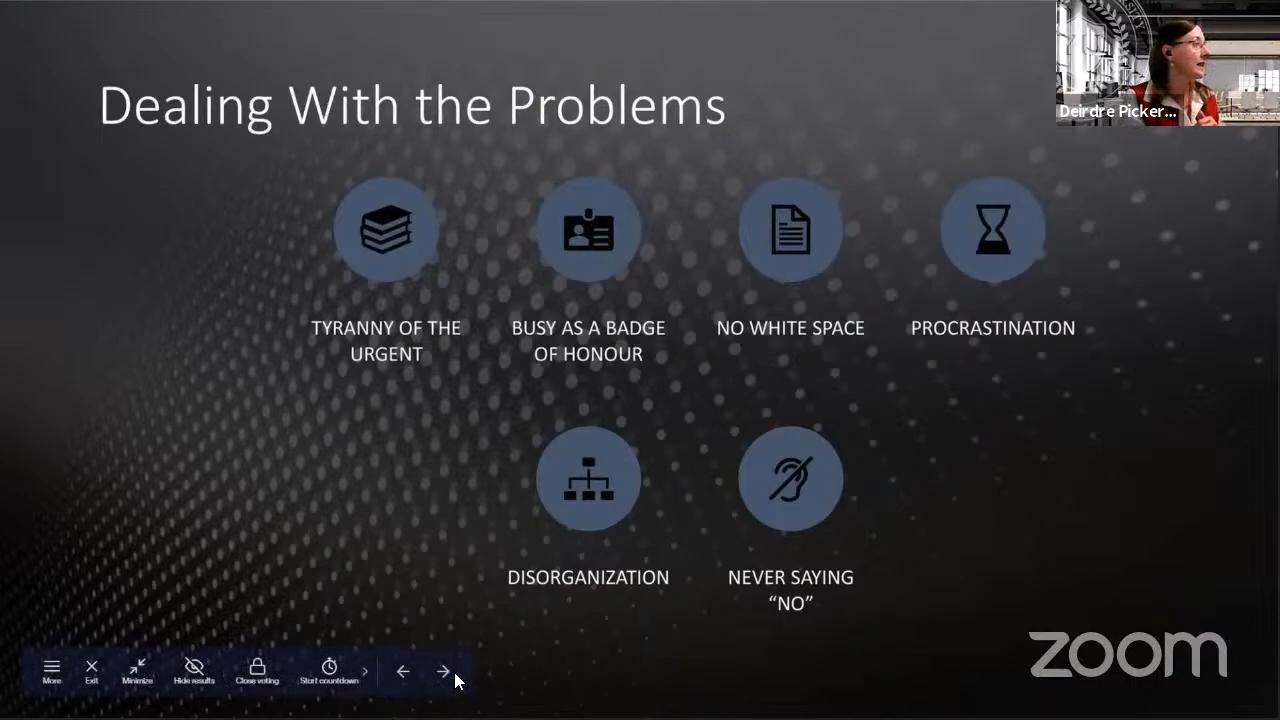 Dealing With the Problems
Deirdre Picker...
TYRANNY OF THE
URGENT
BUSY AS A BADGE
OF HONOUR
NO WHITE SPACE
PROCRASTINATION
DISORGANIZATION
NEVER SAYING
“NO”
More
Exit
Minimize
Hide results
Close voting
Start countdown
zoom